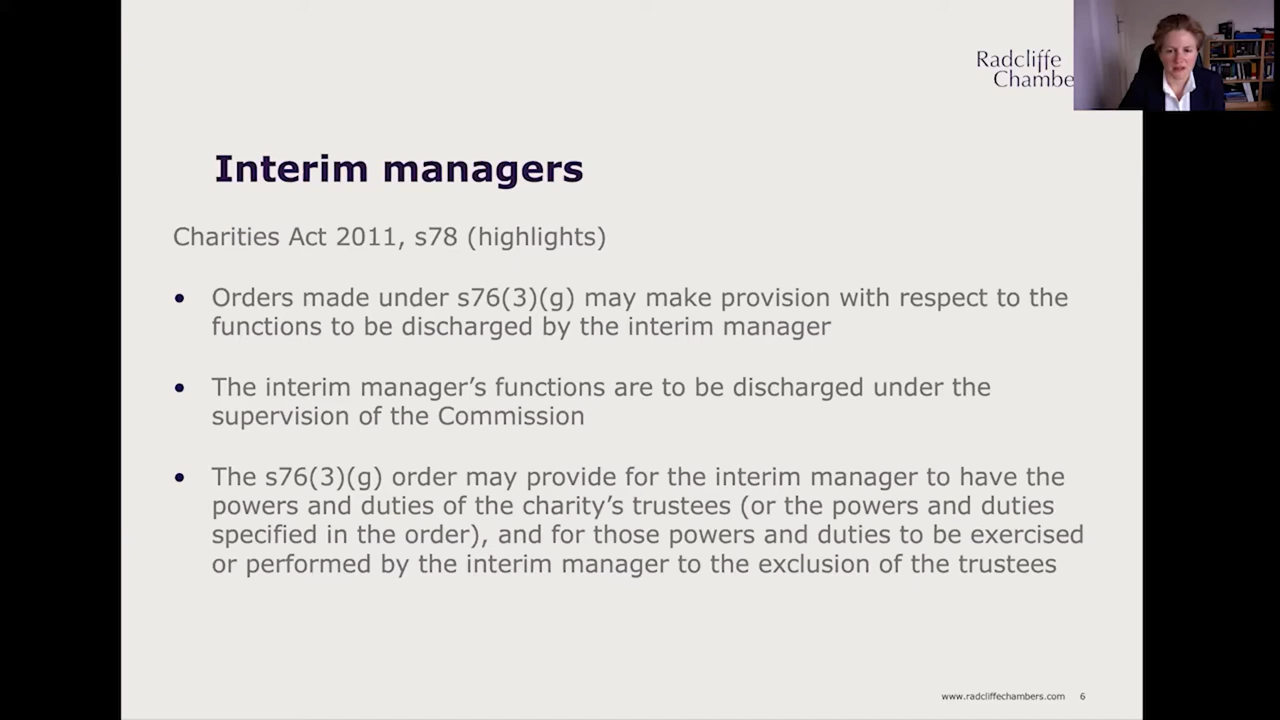 Radcliffe
Chambe
Interim managers
Charities Act 2011, s78 (highlights)
• Orders made under s76(3)(g) may make provision with respect to the
functions to be discharged by the interim manager
• The interim manager’s functions are to be discharged under the
supervision of the Commission
• The s76(3)(g) order may provide for the interim manager to have the
powers and duties of the charity’s trustees (or the powers and duties
specified in the order), and for those powers and duties to be exercised
or performed by the interim manager to the exclusion of the trustees
www.radcliffechambers.com 6